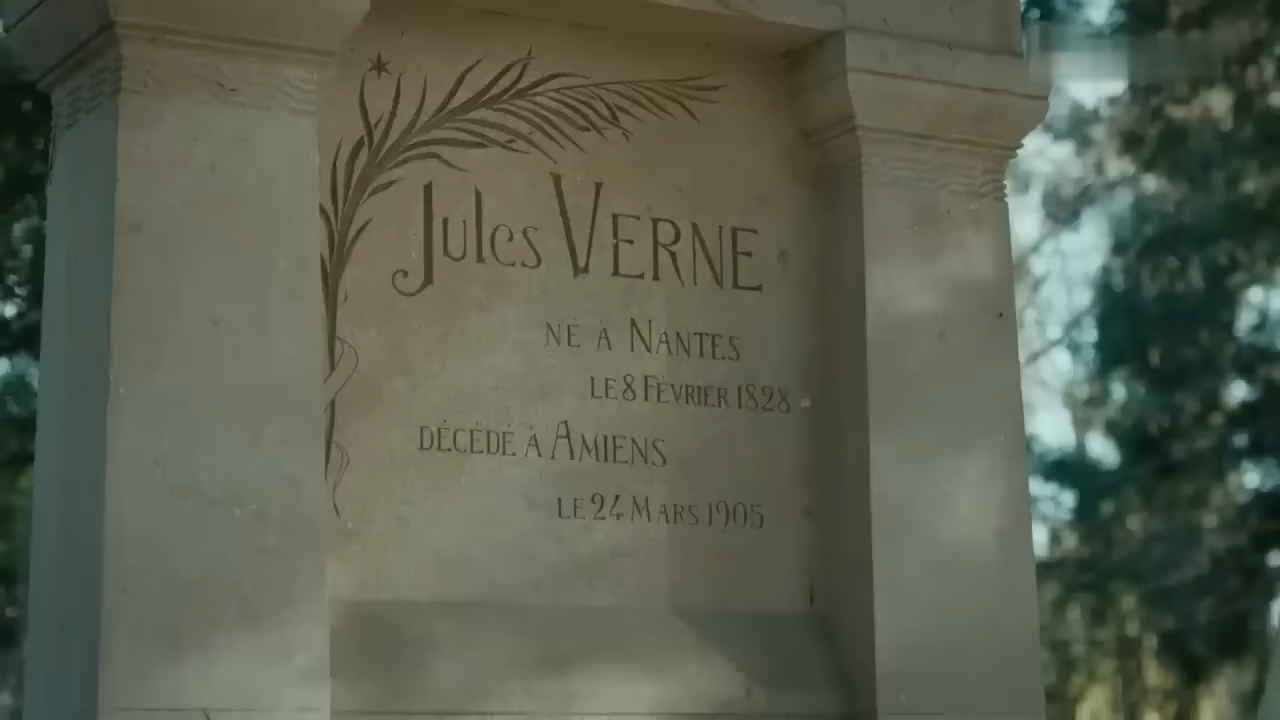 Jules VERNE
NÉ À NANTES
LE 8 FÉVRIER 1828
DÉCÉDÉ À AMIENS
LE 24 MARS 1905